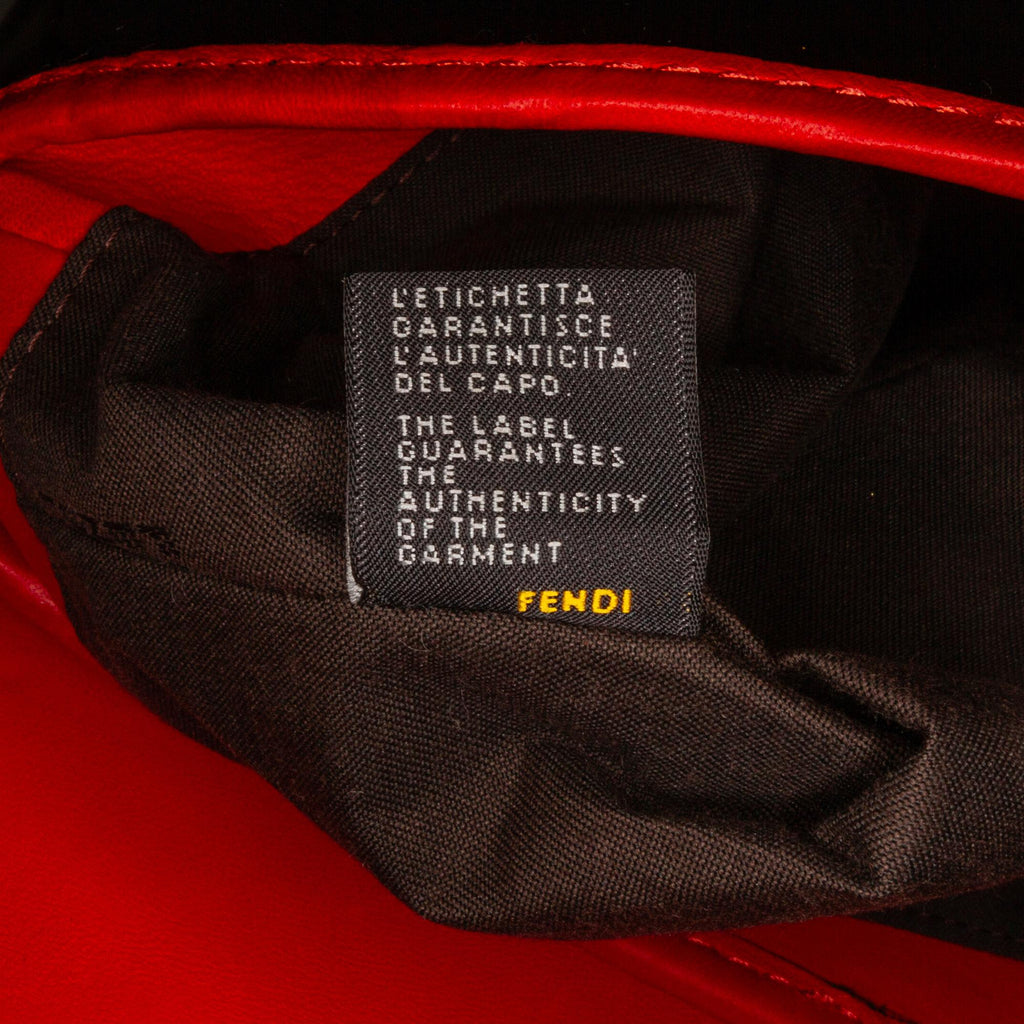 L'ETICHETTA
GARANTISCE
L'AUTENTICITA'
DEL CAPO.
THE LABEL
GUARANTEES
THE
AUTHENTICITY
OF THE
GARMENT
FENDI